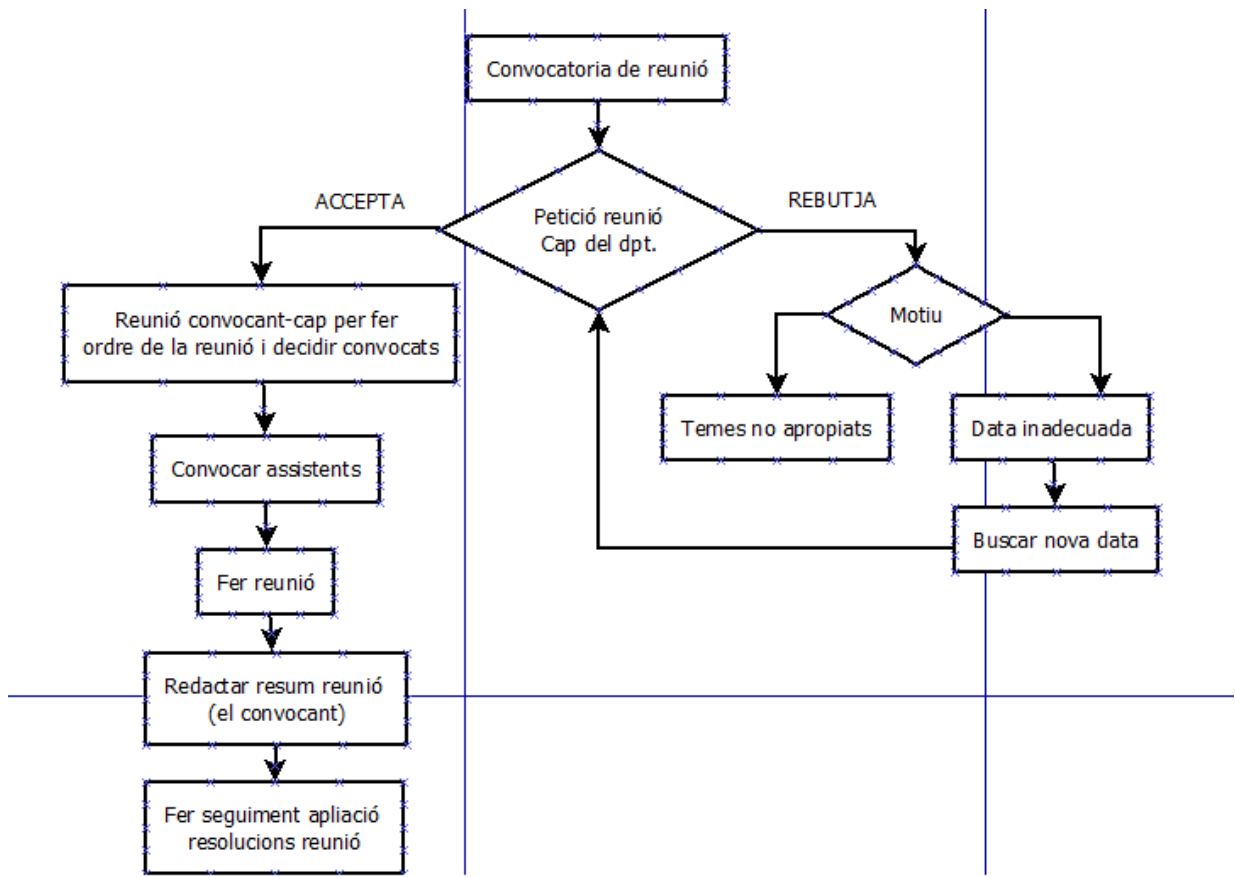 Convocatoria de reunió
Petició reunió
Cap del dpt.
ACCEPTA
REBUTJA
Reunió convocant-cap per fer
ordre de la reunió i decidir convocats
Motiu
Temes no apropiats
Data inadecuada
Convocar assistents
Buscar nova data
Fer reunió
Redactar resum reunió
(el convocant)
Fer seguiment apliació
resolucions reunió